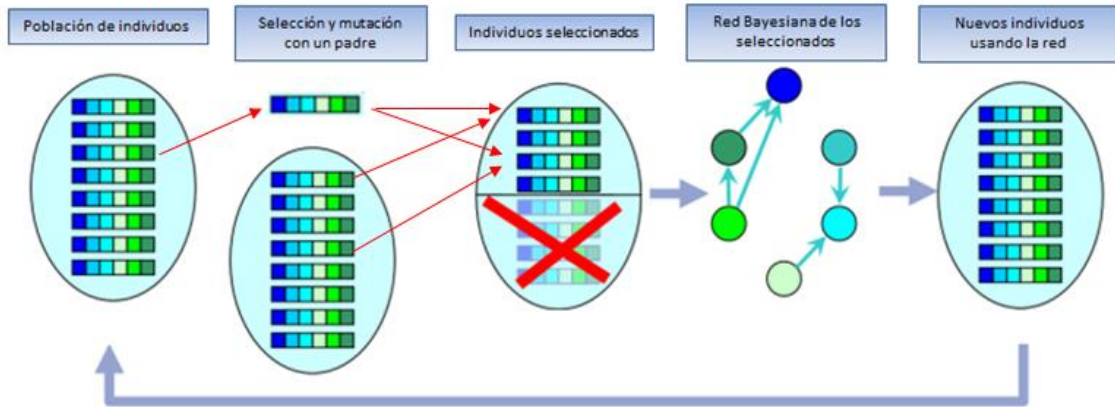 Población de individuos
Selección y mutación
con un padre
Individuos seleccionados
Red Bayesiana de los
seleccionados
Nuevos individuos
usando la red